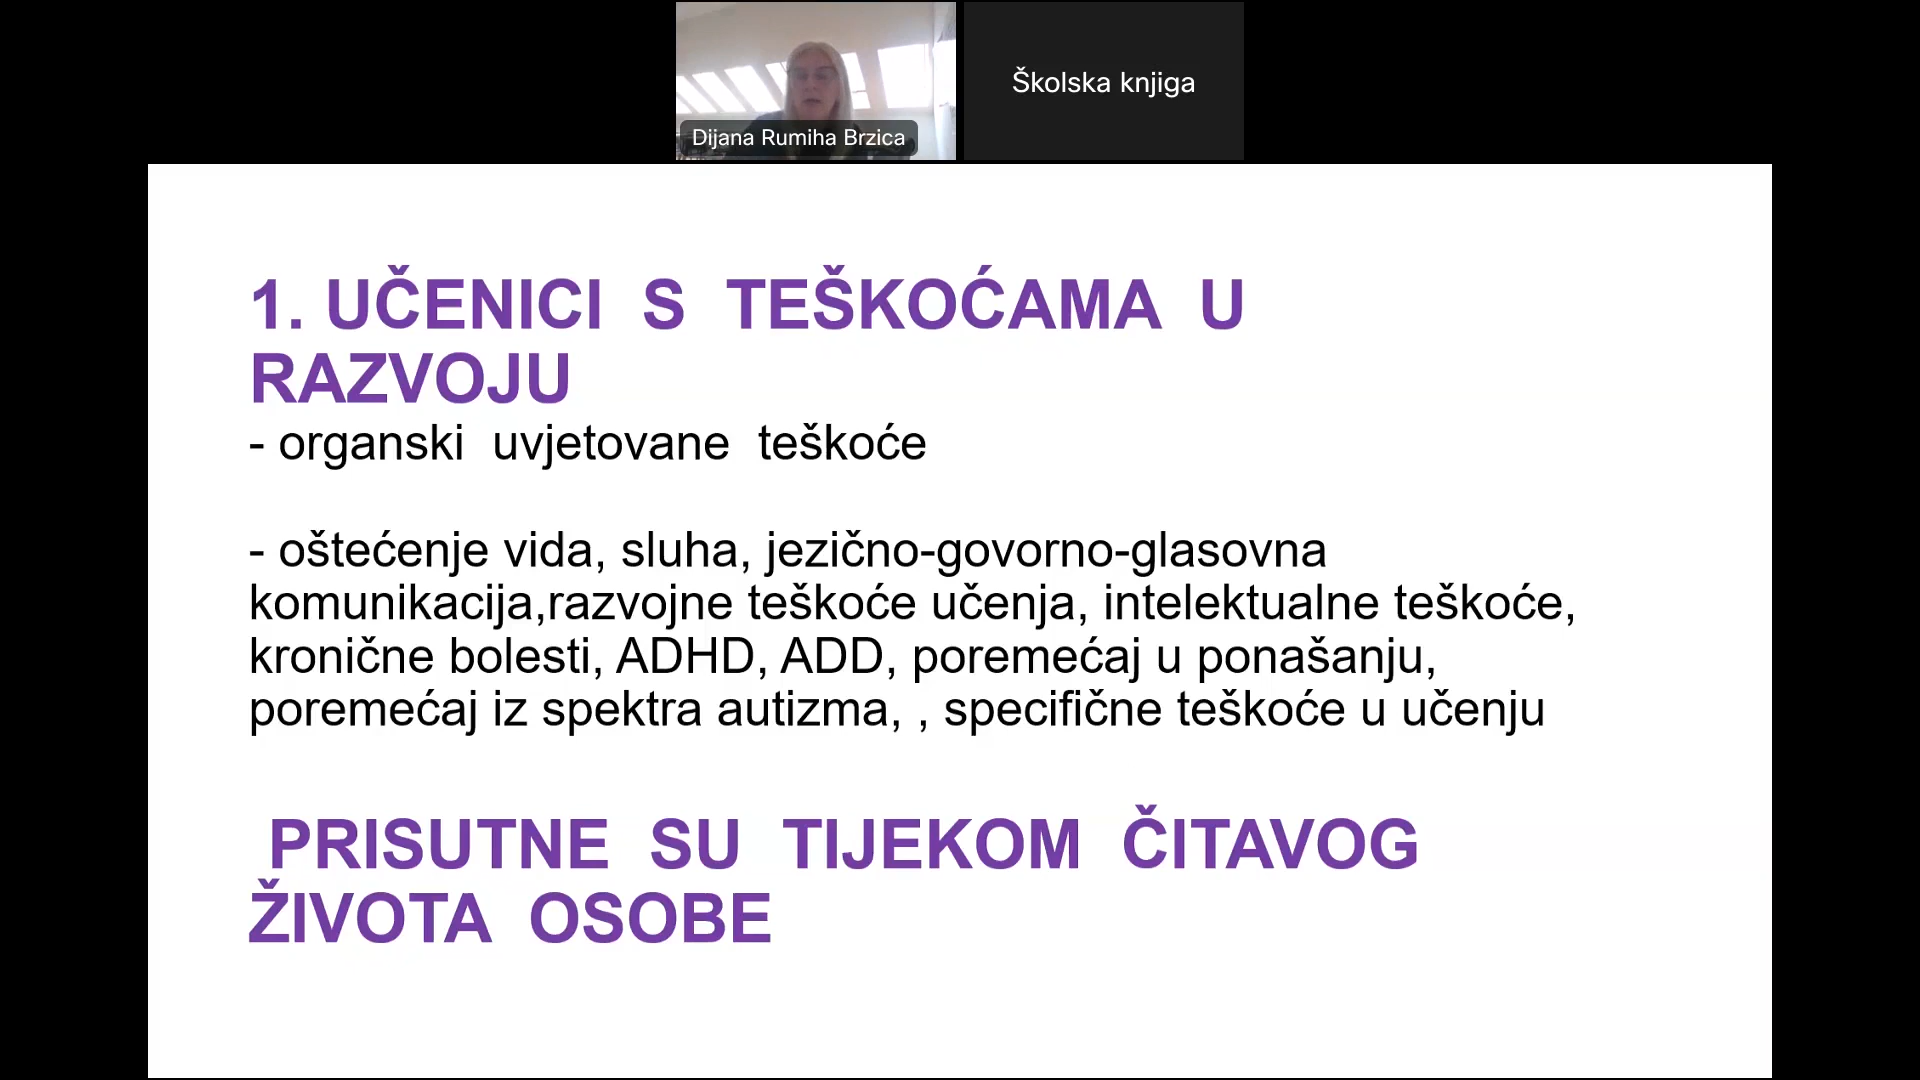 Dijana Rumiha Brzica
Školska knjiga
1. UČENICI S TEŠKOĆAMA U
RAZVOJU
- organski uvjetovane teškoće
- oštećenje vida, sluha, jezično-govorno-glasovna
komunikacija,razvojne teškoće učenja, intelektualne teškoće,
kronične bolesti, ADHD, ADD, poremećaj u ponašanju,
poremećaj iz spektra autizma, , specifične teškoće u učenju
PRISUTNE SU TIJEKOM ČITAVOG
ŽIVOTA OSOBE